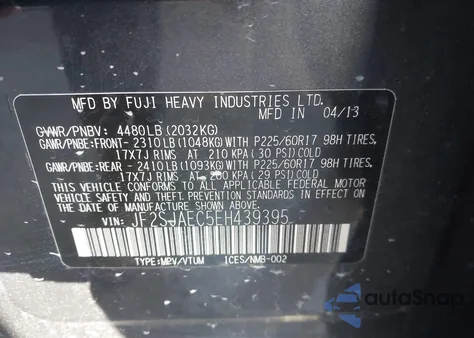 MFD BY FUJI HEAVY INDUSTRIES LTD.
MFD IN 04/13
GVWR/PNBV: 4480LB(2032KG)
GAWR/PNBE:FRONT- 2310LB(1048KG)WITH P225/60R17 98H TIRES,
17X7J RIMS AT 210 KPA(30 PSI)COLD
GAWR/PNBE:REAR - 2410LB(1093KG)WITH P225/60R17 98H TIRES,
17X7J RIMS AT 200 KPA(29 PSI)COLD
THIS VEHICLE CONFORMS TO ALL APPLICABLE FEDERAL MOTOR
VEHICLE SAFETY, BUMPER, AND THEFT PREVENTION STANDARDS
IN EFFECT ON THE DATE OF MANUFACTURE SHOWN ABOVE.
VIN: JF2SJAEC5EH439395
TYPE:MPV/VTUM ICES/NMB-002
autoSnap